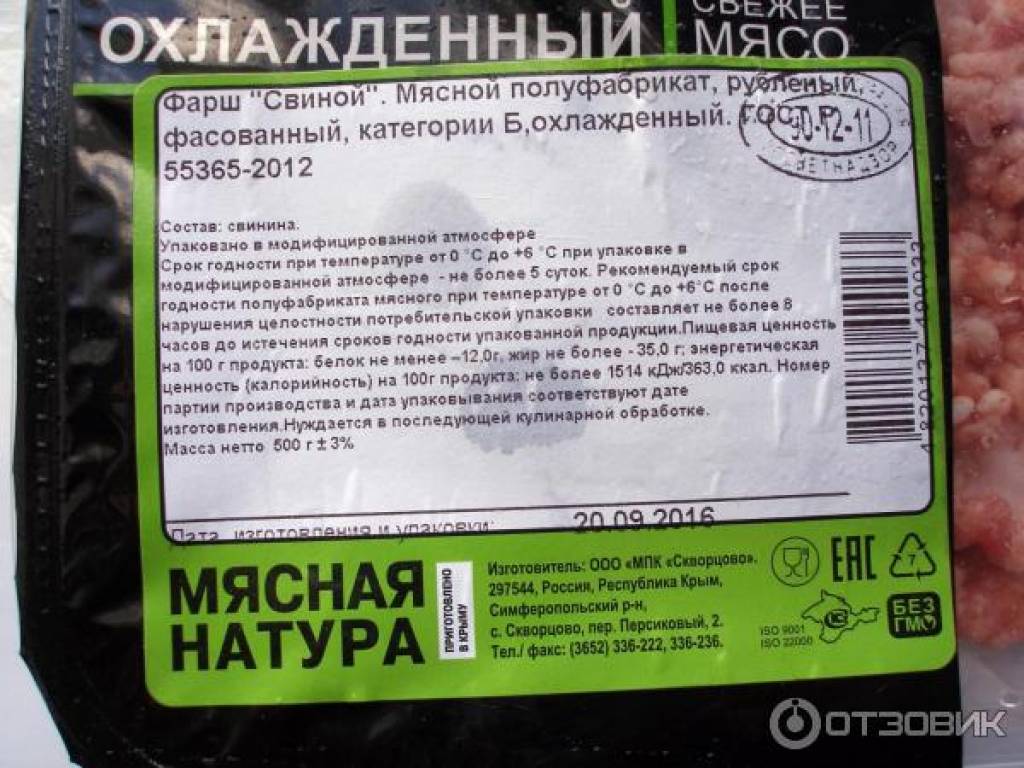 ОХЛАЖДЕННЫЙ
СВЕЖЕЕ
МЯСО
Фарш "Свиной". Мясной полуфабрикат, рубленый,
фасованный, категории Б,охлажденный. ГОСТ Р
55365-2012
90-12-11
ВЕТНАДЗОР
Состав: свинина.
Упаковано в модифицированной атмосфере
Срок годности при температуре от 0 °С до +6 °С при упаковке в
модифицированной атмосфере - не более 5 суток. Рекомендуемый срок
годности полуфабриката мясного при температуре от 0 °С до +6°С после
нарушения целостности потребительской упаковки составляет не более 8
часов до истечения сроков годности упакованной продукции.Пищевая ценность
на 100 г продукта: белок не менее –12,0г, жир не более - 35,0 г; энергетическая
ценность (калорийность) на 100г продукта: не более 1514 кДж/363,0 ккал. Номер
партии производства и дата упаковывания соответствуют дате
изготовления.Нуждается в последующей кулинарной обработке.
Масса нетто 500 г ± 3%
Дата изготовления и упаковки: 20.09.2016
МЯСНАЯ
НАТУРА
ПРИГОТОВЛЕНО
В КРЫМУ
Изготовитель: ООО «МПК «Скворцово».
297544, Россия, Республика Крым,
Симферопольский р-н,
с. Скворцово, пер. Персиковый, 2.
Тел./ факс: (3652) 336-222, 336-236.
EAC
7
ISO 9001
ISO 22000
БЕЗ
ГМО
ОТЗОВИК